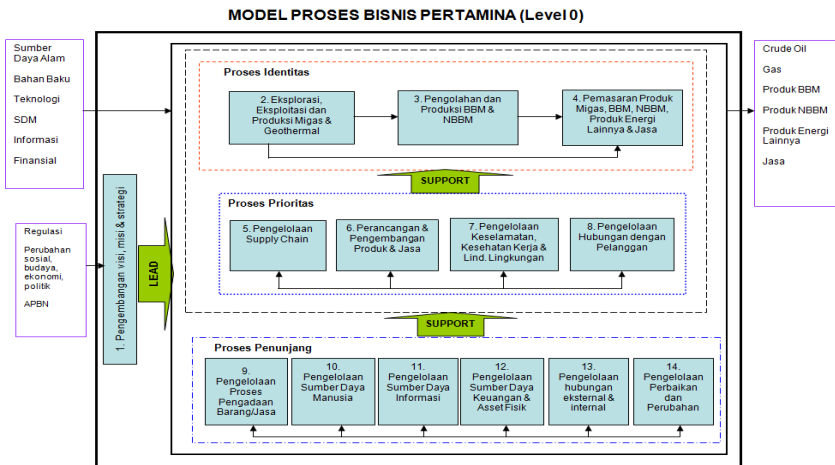 MODEL PROSES BISNIS PERTAMINA (Level 0)
Sumber
Daya Alam
Bahan Baku
Teknologi
SDM
Informasi
Finansial
Regulasi
Perubahan
sosial,
budaya,
ekonomi,
politik
APBN
1. Pengembangan visi, misi & strategi
LEAD
Proses Identitas
2. Eksplorasi,
Eksploitasi dan
Produksi Migas &
Geothermal
3. Pengolahan dan
Produksi BBM &
NBBM
4. Pemasaran Produk
Migas, BBM, NBBM,
Produk Energi
Lainnya & Jasa
SUPPORT
Proses Prioritas
5. Pengelolaan
Supply Chain
6. Perancangan &
Pengembangan
Produk & Jasa
7. Pengelolaan
Keselamatan,
Kesehatan Kerja &
Lind. Lingkungan
8. Pengelolaan
Hubungan dengan
Pelanggan
SUPPORT
Proses Penunjang
9.
Pengelolaan
Proses
Pengadaan
Barang/Jasa
10.
Pengelolaan
Sumber Daya
Manusia
11.
Pengelolaan
Sumber Daya
Informasi
12.
Pengelolaan
Sumber Daya
Keuangan &
Asset Fisik
13.
Pengelolaan
hubungan
eksternal &
internal
14.
Pengelolaan
Perbaikan
dan
Perubahan
Crude Oil
Gas
Produk BBM
Produk NBBM
Produk Energi
Lainnya
Jasa